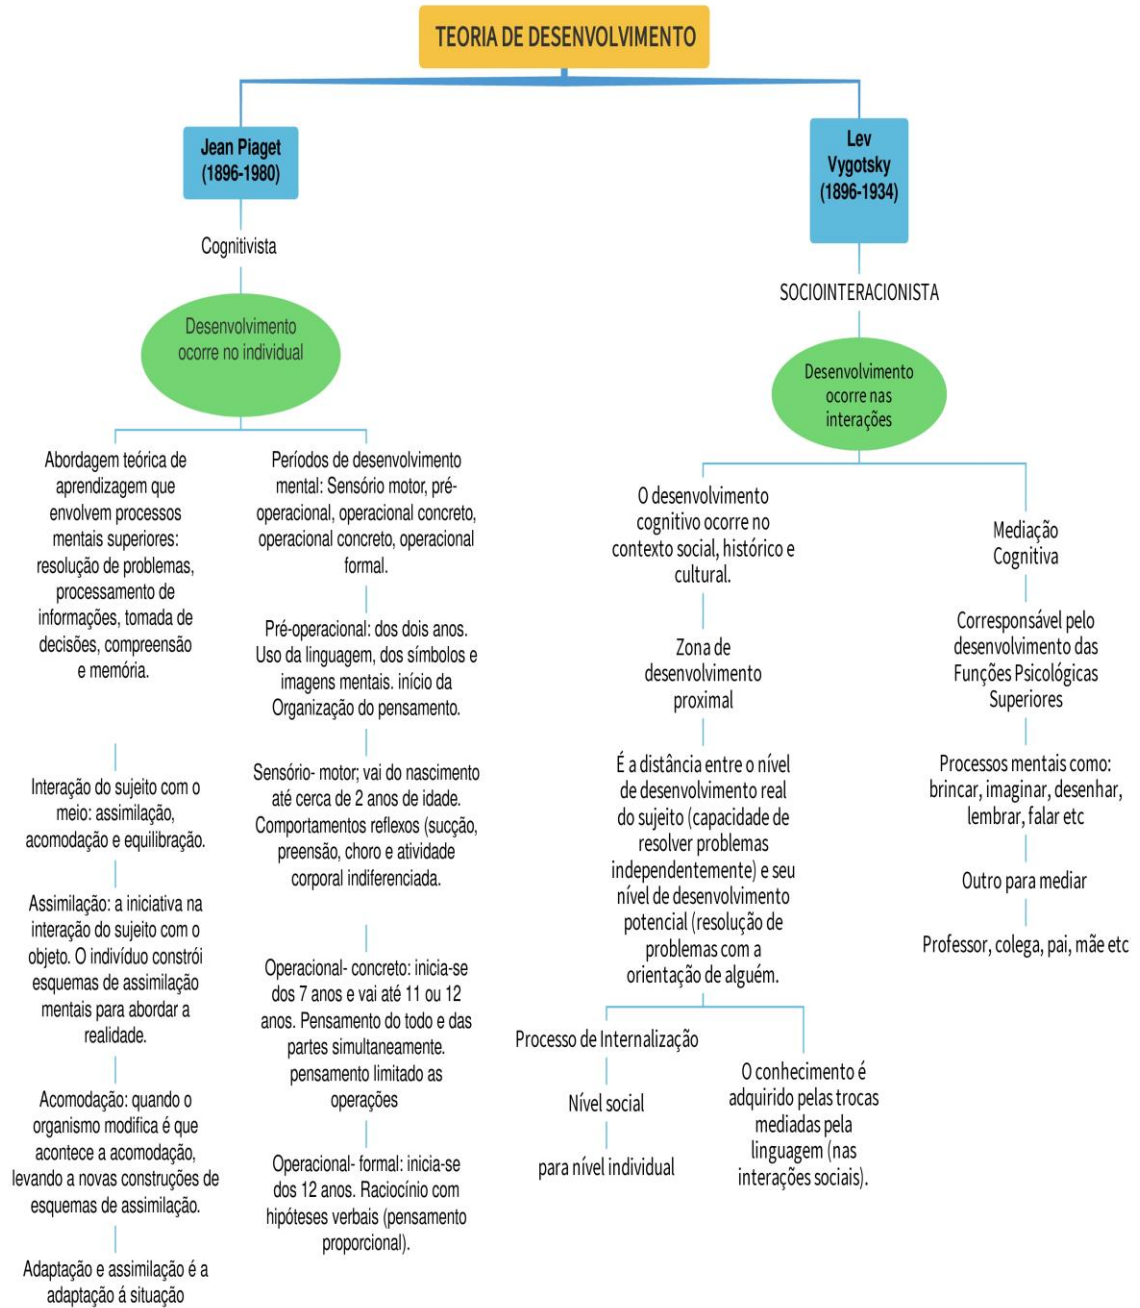 TEORIA DE DESENVOLVIMENTO
Jean Piaget
(1896-1980)
Cognitivista
Desenvolvimento
ocorre no individual
Abordagem teórica de
aprendizagem que
envolvem processos
mentais superiores:
resolução de problemas,
processamento de
informações, tomada de
decisões, compreensão
e memória.
Interação do sujeito com o
meio: assimilação,
acomodação e equilibração.
Assimilação: a iniciativa na
interação do sujeito com o
objeto. O indivíduo constrói
esquemas de assimilação
mentais para abordar a
realidade.
Acomodação: quando o
organismo modifica é que
acontece a acomodação,
levando a novas construções de
esquemas de assimilação.
Adaptação e assimilação é a
adaptação á situação
Períodos de desenvolvimento
mental: Sensório motor, pré-
operacional, operacional concreto,
operacional concreto, operacional
formal.
Pré-operacional: dos dois anos.
Uso da linguagem, dos símbolos e
imagens mentais. início da
Organização do pensamento.
Sensório- motor; vai do nascimento
até cerca de 2 anos de idade.
Comportamentos reflexos (sucção,
preensão, choro e atividade
corporal indiferenciada.
Operacional- concreto: inicia-se
dos 7 anos e vai até 11 ou 12
anos. Pensamento do todo e das
partes simultaneamente.
pensamento limitado as
operações
Operacional- formal: inicia-se
dos 12 anos. Raciocínio com
hipóteses verbais (pensamento
proporcional).
Lev
Vygotsky
(1896-1934)
SOCIOINTERACIONISTA
Desenvolvimento
ocorre nas
interações
O desenvolvimento
cognitivo ocorre no
contexto social, histórico e
cultural.
Zona de
desenvolvimento
proximal
É a distância entre o nível
de desenvolvimento real
do sujeito (capacidade de
resolver problemas
independentemente) e seu
nível de desenvolvimento
potencial (resolução de
problemas com a
orientação de alguém.
Processo de Internalização
Nível social
para nível individual
O conhecimento é
adquirido pelas trocas
mediadas pela
linguagem (nas
interações sociais).
Mediação
Cognitiva
Corresponsável pelo
desenvolvimento das
Funções Psicológicas
Superiores
Processos mentais como:
brincar, imaginar, desenhar,
lembrar, falar etc
Outro para mediar
Professor, colega, pai, mãe etc